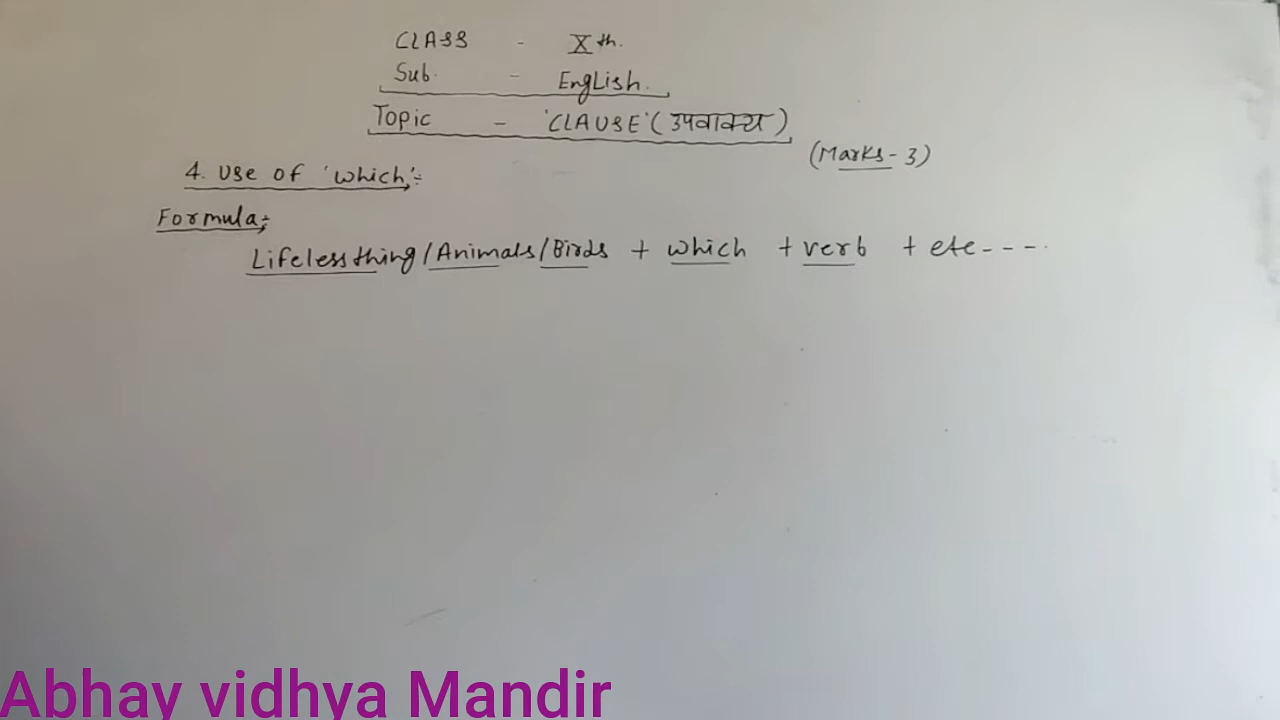 CLASS - Xth.
Sub. - English.
Topic - 'CLAUSE' (उपवाक्य)
(Marks - 3)
4. Use of 'which':-
Formula:-
Lifeless thing/Animals/Birds + which + verb + etc----.
Abhay vidhya Mandir